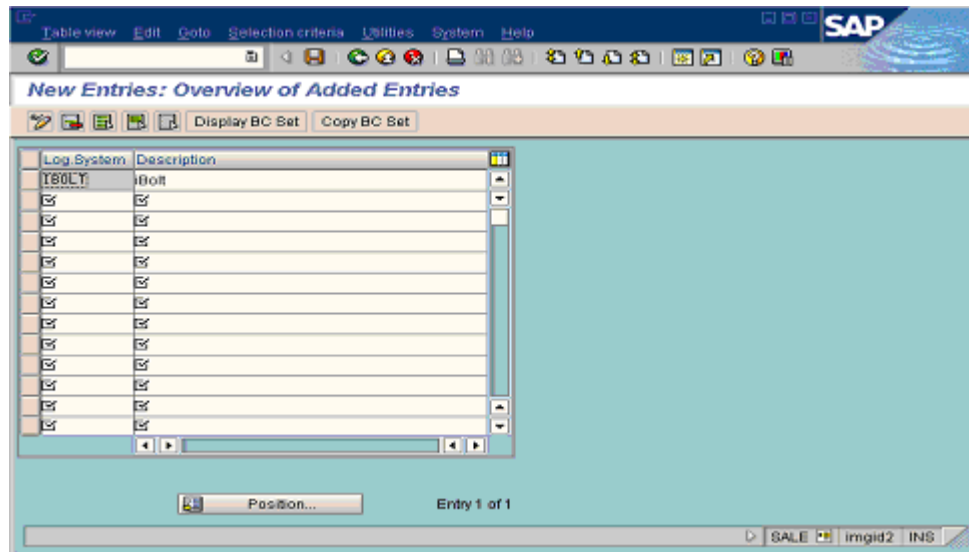 Table view Edit Goto Selection criteria Utilities System Help
SAP
New Entries: Overview of Added Entries
Display BC Set Copy BC Set
Log.System Description
IBOLT iBolt
Position... Entry 1 of 1
SALE imgid2 INS